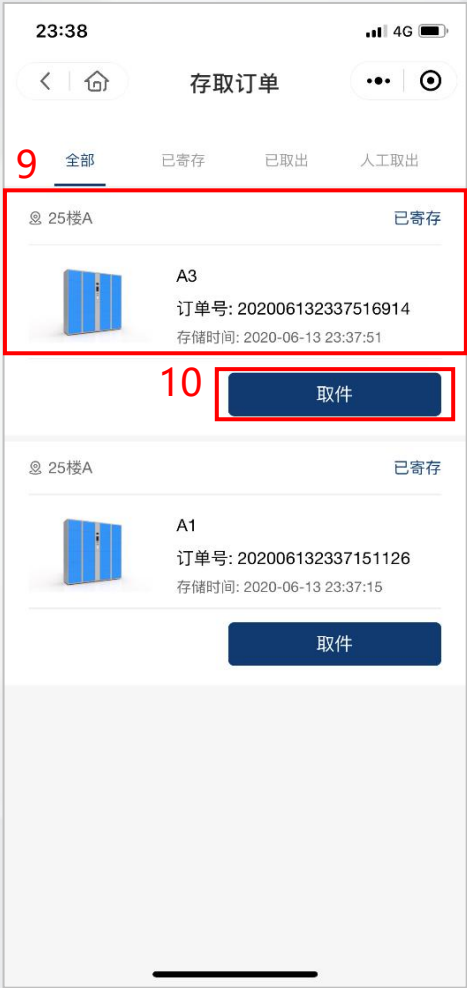 23:38
4G
存取订单
9
全部
已寄存
已取出
人工取出
25楼A
已寄存
A3
订单号: 202006132337516914
存储时间: 2020-06-13 23:37:51
10
取件
25楼A
已寄存
A1
订单号: 202006132337151126
存储时间: 2020-06-13 23:37:15
取件